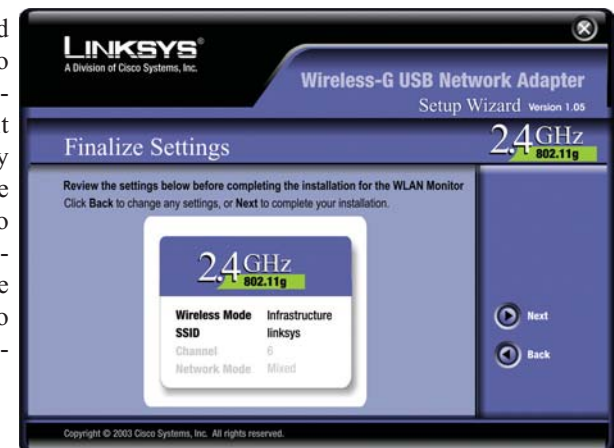 LINKSYS®
A Division of Cisco Systems, Inc.
Wireless-G USB Network Adapter
Setup Wizard Version 1.05
Finalize Settings
2.4GHz
802.11g
Review the settings below before completing the installation for the WLAN Monitor
Click Back to change any settings, or Next to complete your installation.
2.4GHz
802.11g
Wireless Mode Infrastructure
SSID linksys
Channel 6
Network Mode Mixed
Next
Back
Copyright © 2003 Cisco Systems, Inc. All rights reserved.